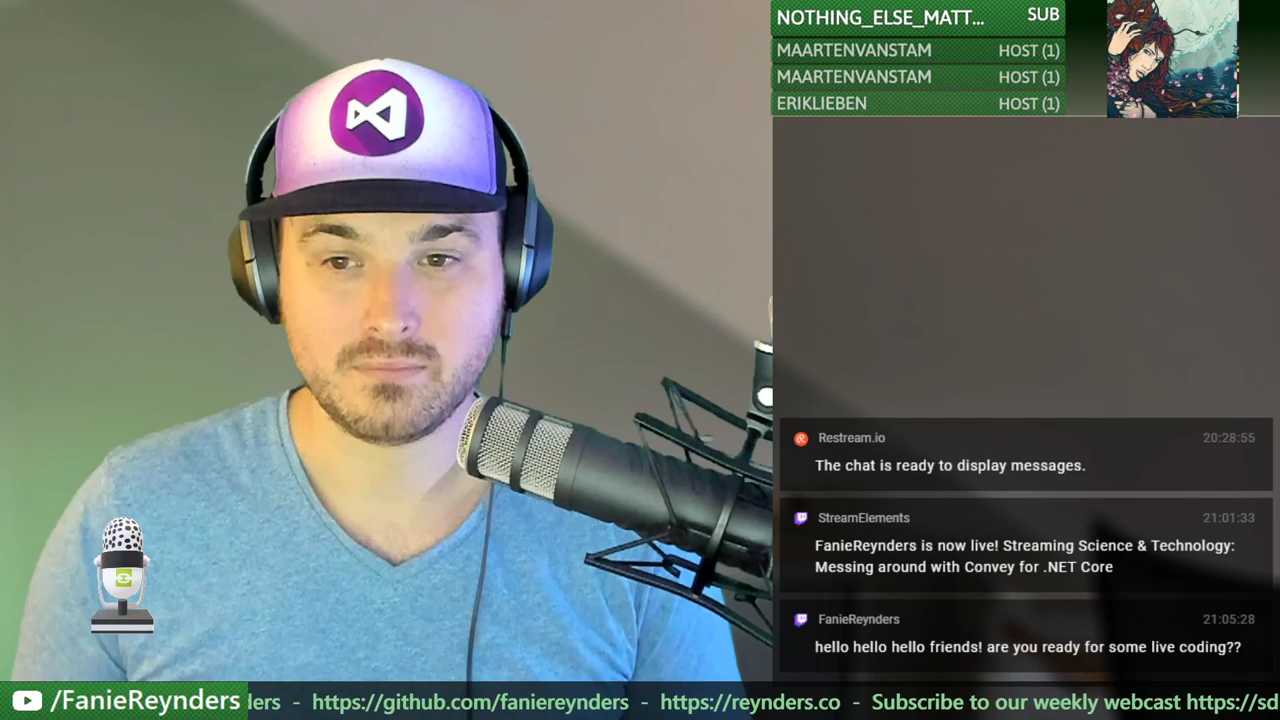 NOTHING_ELSE_MATT... SUB
MAARTENVANSTAM HOST (1)
MAARTENVANSTAM HOST (1)
ERIKLIEBEN HOST (1)
Restream.io 20:28:55
The chat is ready to display messages.
StreamElements 21:01:33
FanieReynders is now live! Streaming Science & Technology:
Messing around with Convey for .NET Core
FanieReynders 21:05:28
hello hello hello friends! are you ready for some live coding??
/FanieReynders ders - https://github.com/faniereynders - https://reynders.co - Subscribe to our weekly webcast https://sd